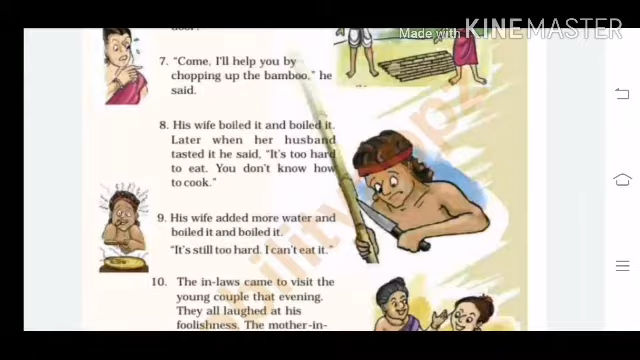 Made with KINEMASTER
7. "Come, I'll help you by
chopping up the bamboo," he
said.
8. His wife boiled it and boiled it.
Later when her husband
tasted it he said, "It's too hard
to eat. You don't know how
to cook."
9. His wife added more water and
boiled it and boiled it.
"It's still too hard. I can't eat it."
10. The in-laws came to visit the
young couple that evening.
They all laughed at his
foolishness. The mother-in-